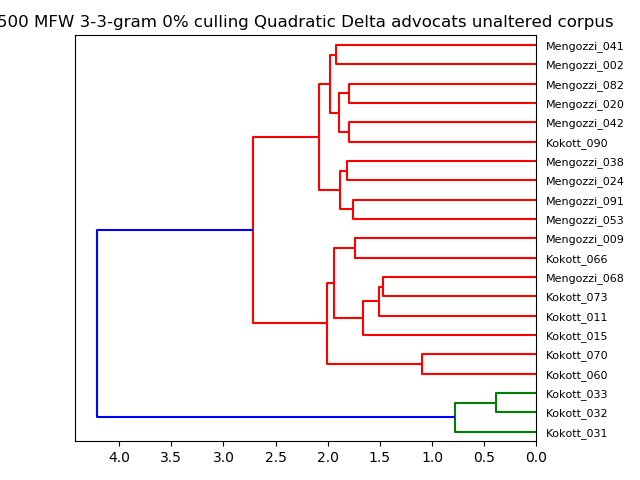 500 MFW 3-3-gram 0% culling Quadratic Delta advocats unaltered corpus
Mengozzi_041
Mengozzi_002
Mengozzi_082
Mengozzi_020
Mengozzi_042
Kokott_090
Mengozzi_038
Mengozzi_024
Mengozzi_091
Mengozzi_053
Mengozzi_009
Kokott_066
Mengozzi_068
Kokott_073
Kokott_011
Kokott_015
Kokott_070
Kokott_060
Kokott_033
Kokott_032
Kokott_031
4.0 3.5 3.0 2.5 2.0 1.5 1.0 0.5 0.0